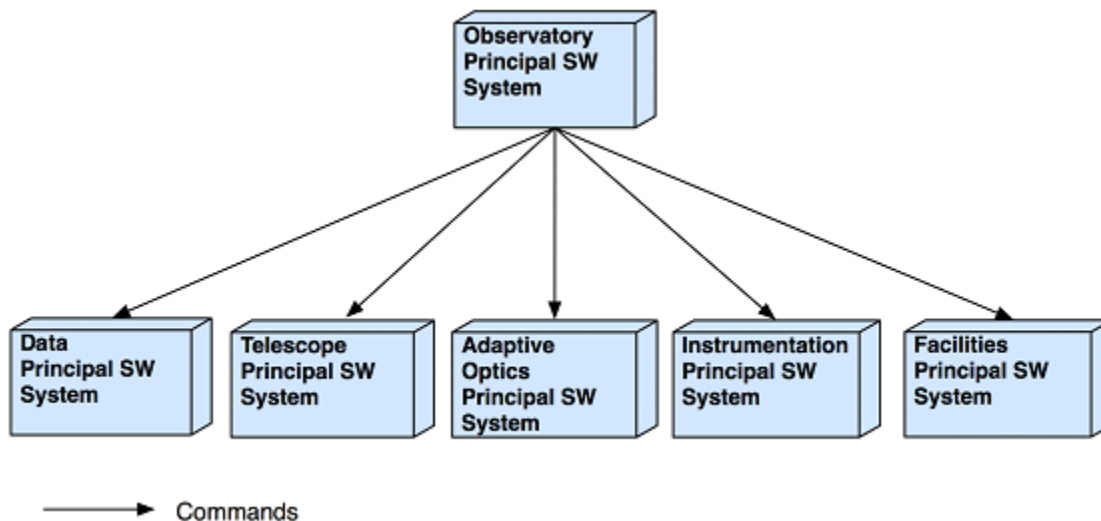 Observatory
Principal SW
System
Data
Principal SW
System
Telescope
Principal SW
System
Adaptive
Optics
Principal SW
System
Instrumentation
Principal SW
System
Facilities
Principal SW
System
Commands